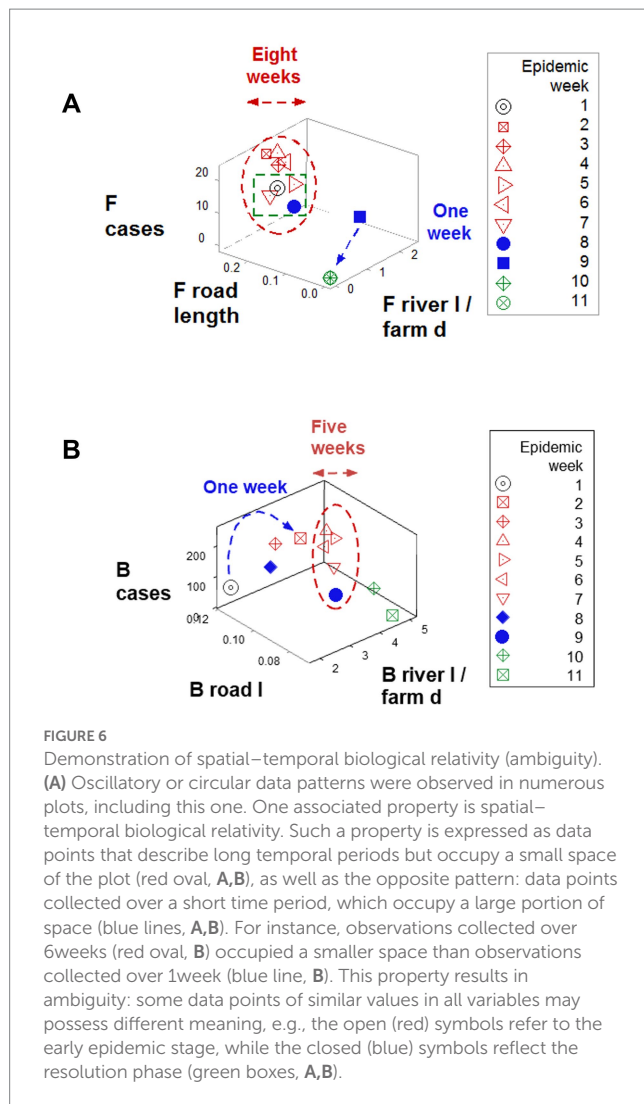 Eight
weeks
A
20
10
0
F
cases
0.2
0.1
0.0
0
1
2
F road
length
F river l /
farm d
One
week
Epidemic
week
1
2
3
4
5
6
7
8
9
10
11
B
Five
weeks
One week
200
100
0
B
cases
0.12
0.10
0.08
2
3
4
5
B road l
B river l /
farm d
Epidemic
week
1
2
3
4
5
6
7
8
9
10
11
FIGURE 6
Demonstration of spatial–temporal biological relativity (ambiguity).
(A) Oscillatory or circular data patterns were observed in numerous
plots, including this one. One associated property is spatial–
temporal biological relativity. Such a property is expressed as data
points that describe long temporal periods but occupy a small space
of the plot (red oval, A,B), as well as the opposite pattern: data points
collected over a short time period, which occupy a large portion of
space (blue lines, A,B). For instance, observations collected over
6weeks (red oval, B) occupied a smaller space than observations
collected over 1week (blue line, B). This property results in
ambiguity: some data points of similar values in all variables may
possess different meaning, e.g., the open (red) symbols refer to the
early epidemic stage, while the closed (blue) symbols reflect the
resolution phase (green boxes, A,B).